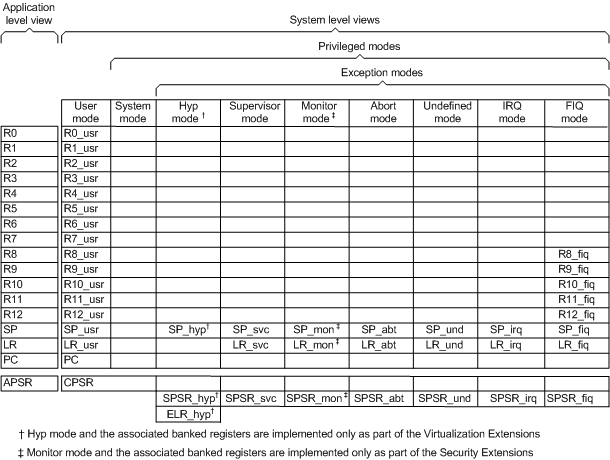 Application level view System level views
Privileged modes
Exception modes
User mode System mode Hyp mode † Supervisor mode Monitor mode ‡ Abort mode Undefined mode IRQ mode FIQ mode
R0 R0_usr
R1 R1_usr
R2 R2_usr
R3 R3_usr
R4 R4_usr
R5 R5_usr
R6 R6_usr
R7 R7_usr
R8 R8_usr R8_fiq
R9 R9_usr R9_fiq
R10 R10_usr R10_fiq
R11 R11_usr R11_fiq
R12 R12_usr R12_fiq
SP SP_usr SP_hyp† SP_svc SP_mon‡ SP_abt SP_und SP_irq SP_fiq
LR LR_usr LR_svc LR_mon‡ LR_abt LR_und LR_irq LR_fiq
PC PC
APSR CPSR
SPSR_hyp† SPSR_svc SPSR_mon‡ SPSR_abt SPSR_und SPSR_irq SPSR_fiq
ELR_hyp†
† Hyp mode and the associated banked registers are implemented only as part of the Virtualization Extensions
‡ Monitor mode and the associated banked registers are implemented only as part of the Security Extensions